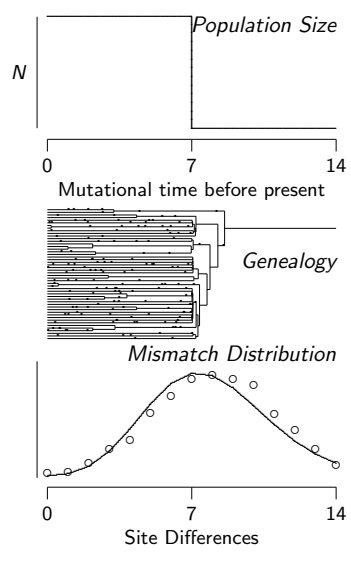 Population Size
N
0 7 14
Mutational time before present
Genealogy
Mismatch Distribution
0 7 14
Site Differences